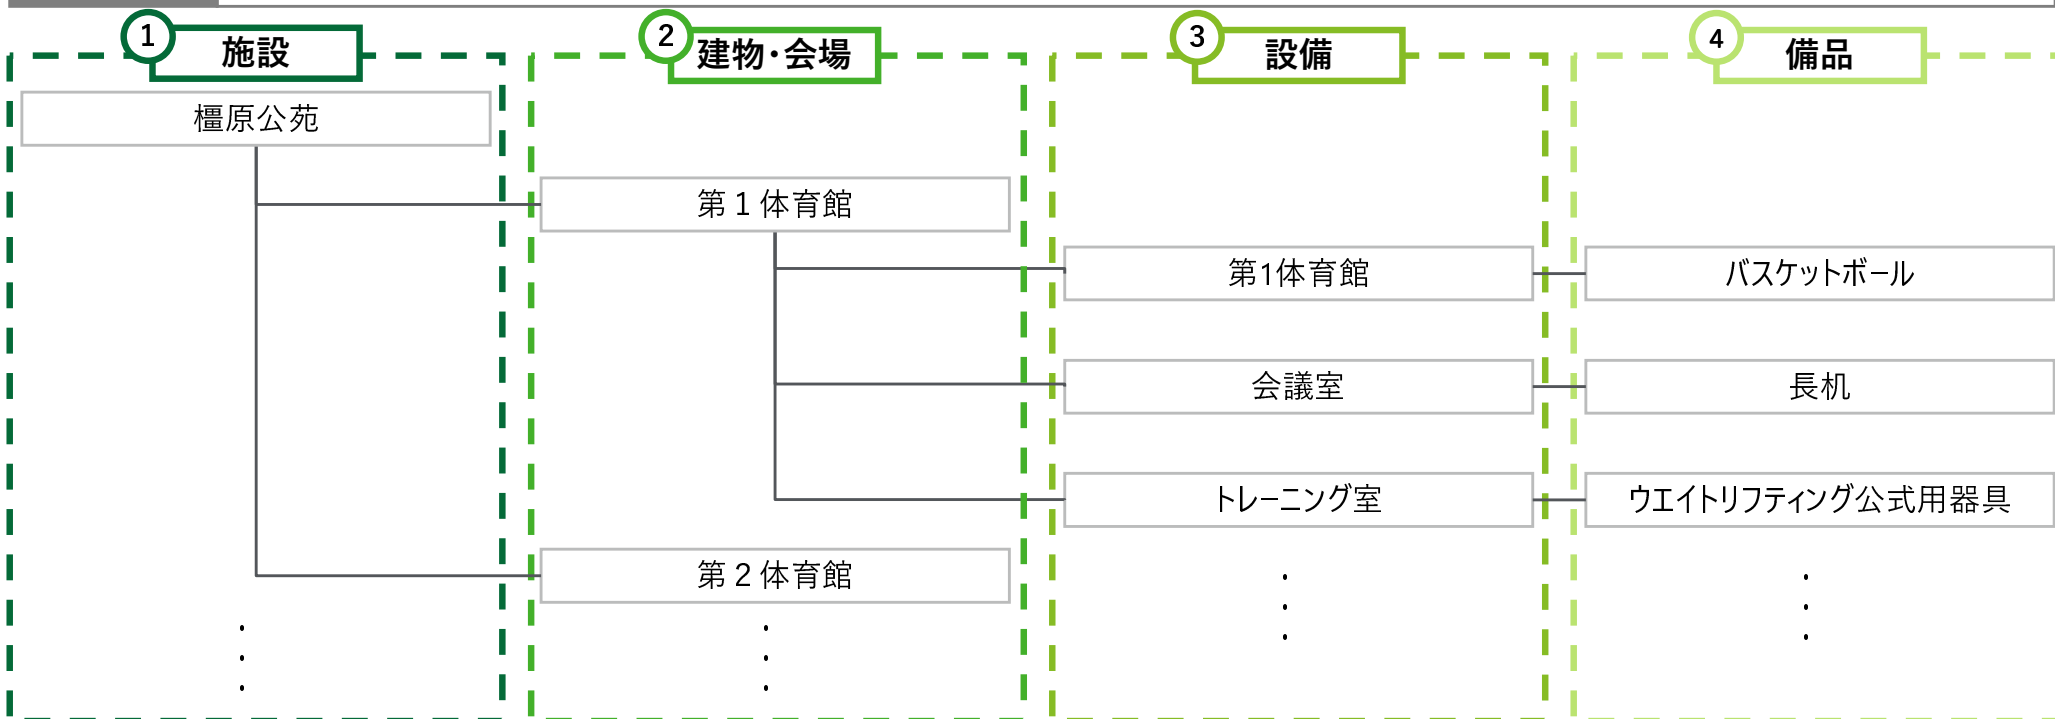 1 施設
2 建物・会場
3 設備
4 備品
橿原公苑
第1体育館
第1体育館
バスケットボール
会議室
長机
トレーニング室
ウエイトリフティング公式用器具
第2体育館